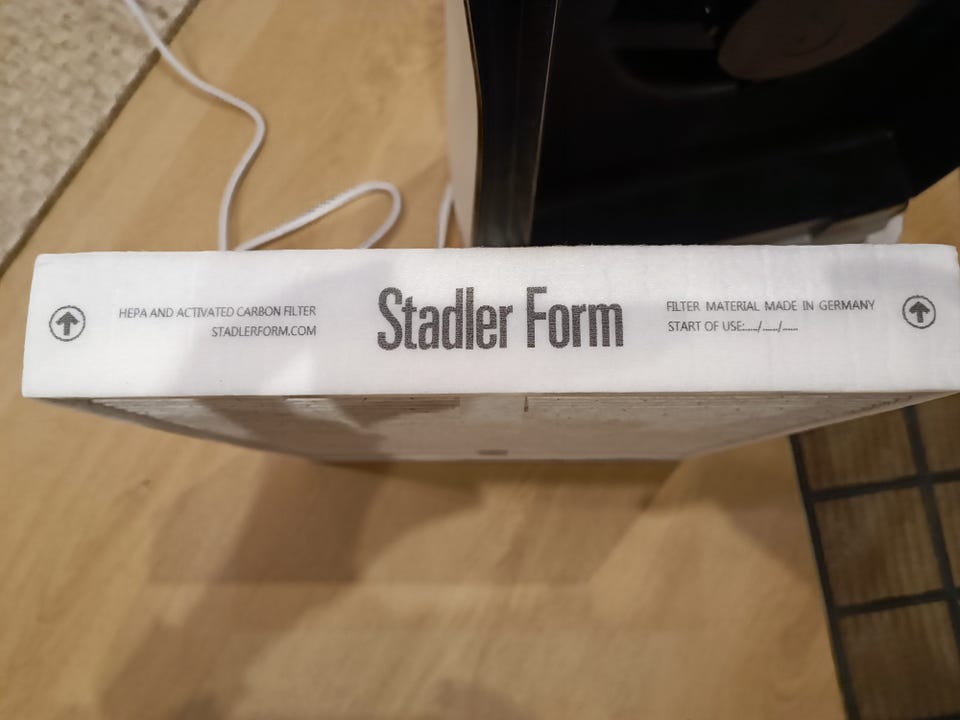 HEPA AND ACTIVATED CARBON FILTER
STADLERFORM.COM
Stadler Form
FILTER MATERIAL MADE IN GERMANY
START OF USE:...../...../.....